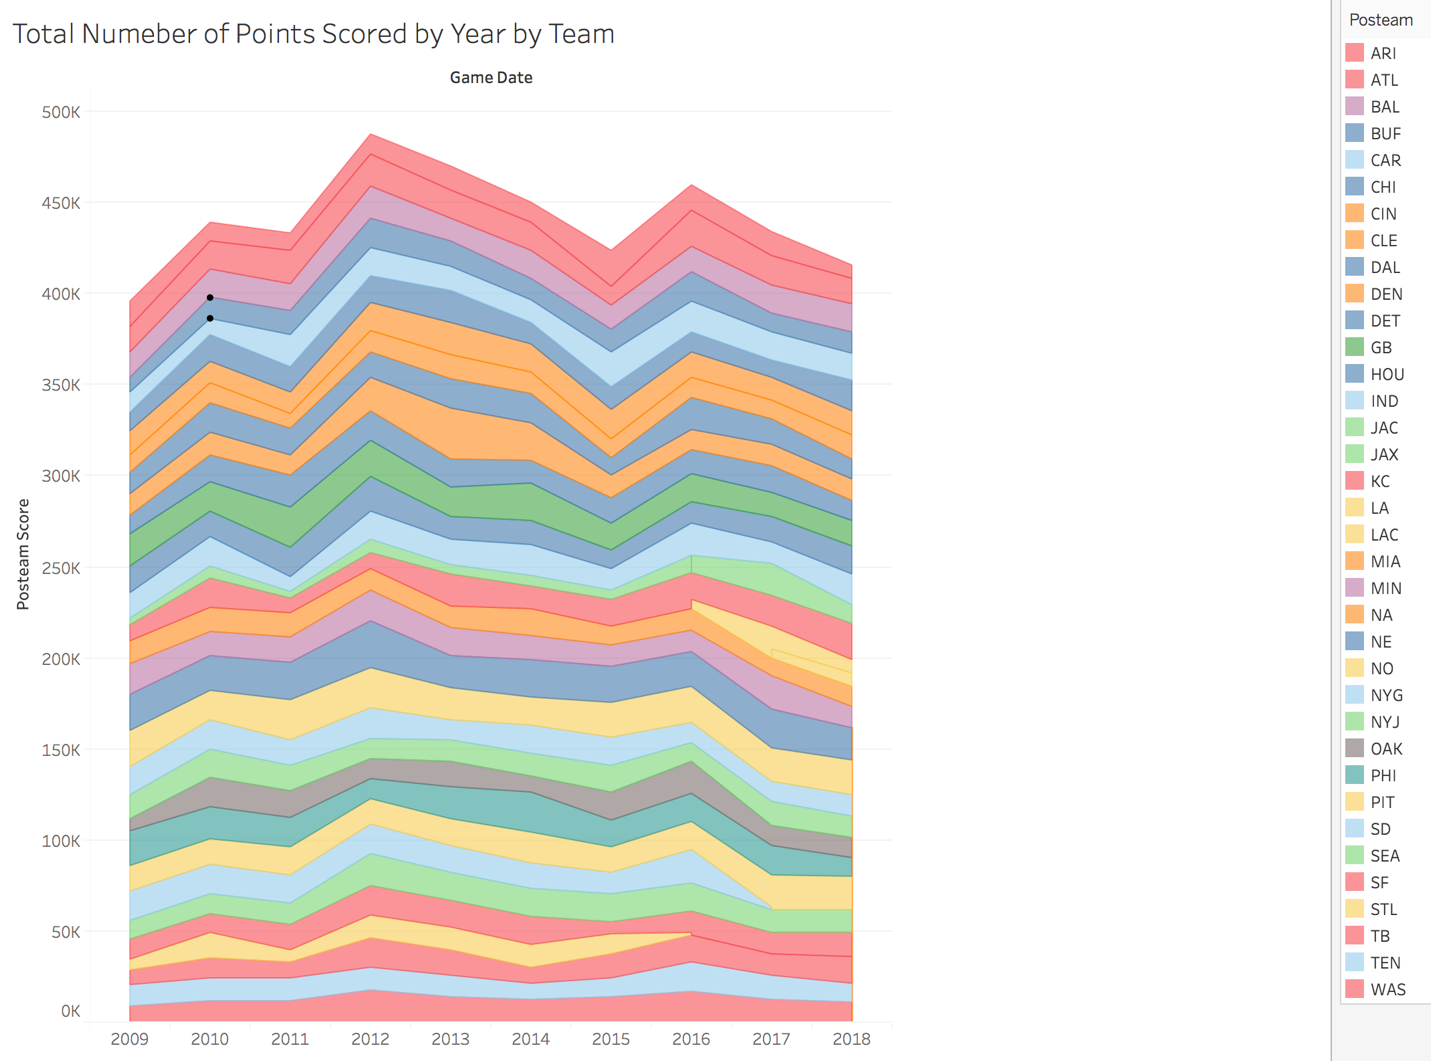 Total Numeber of Points Scored by Year by Team
Game Date
Posteam Score
500K
450K
400K
350K
300K
250K
200K
150K
100K
50K
0K
2009 2010 2011 2012 2013 2014 2015 2016 2017 2018
Posteam
ARI
ATL
BAL
BUF
CAR
CHI
CIN
CLE
DAL
DEN
DET
GB
HOU
IND
JAC
JAX
KC
LA
LAC
MIA
MIN
NA
NE
NO
NYG
NYJ
OAK
PHI
PIT
SD
SEA
SF
STL
TB
TEN
WAS